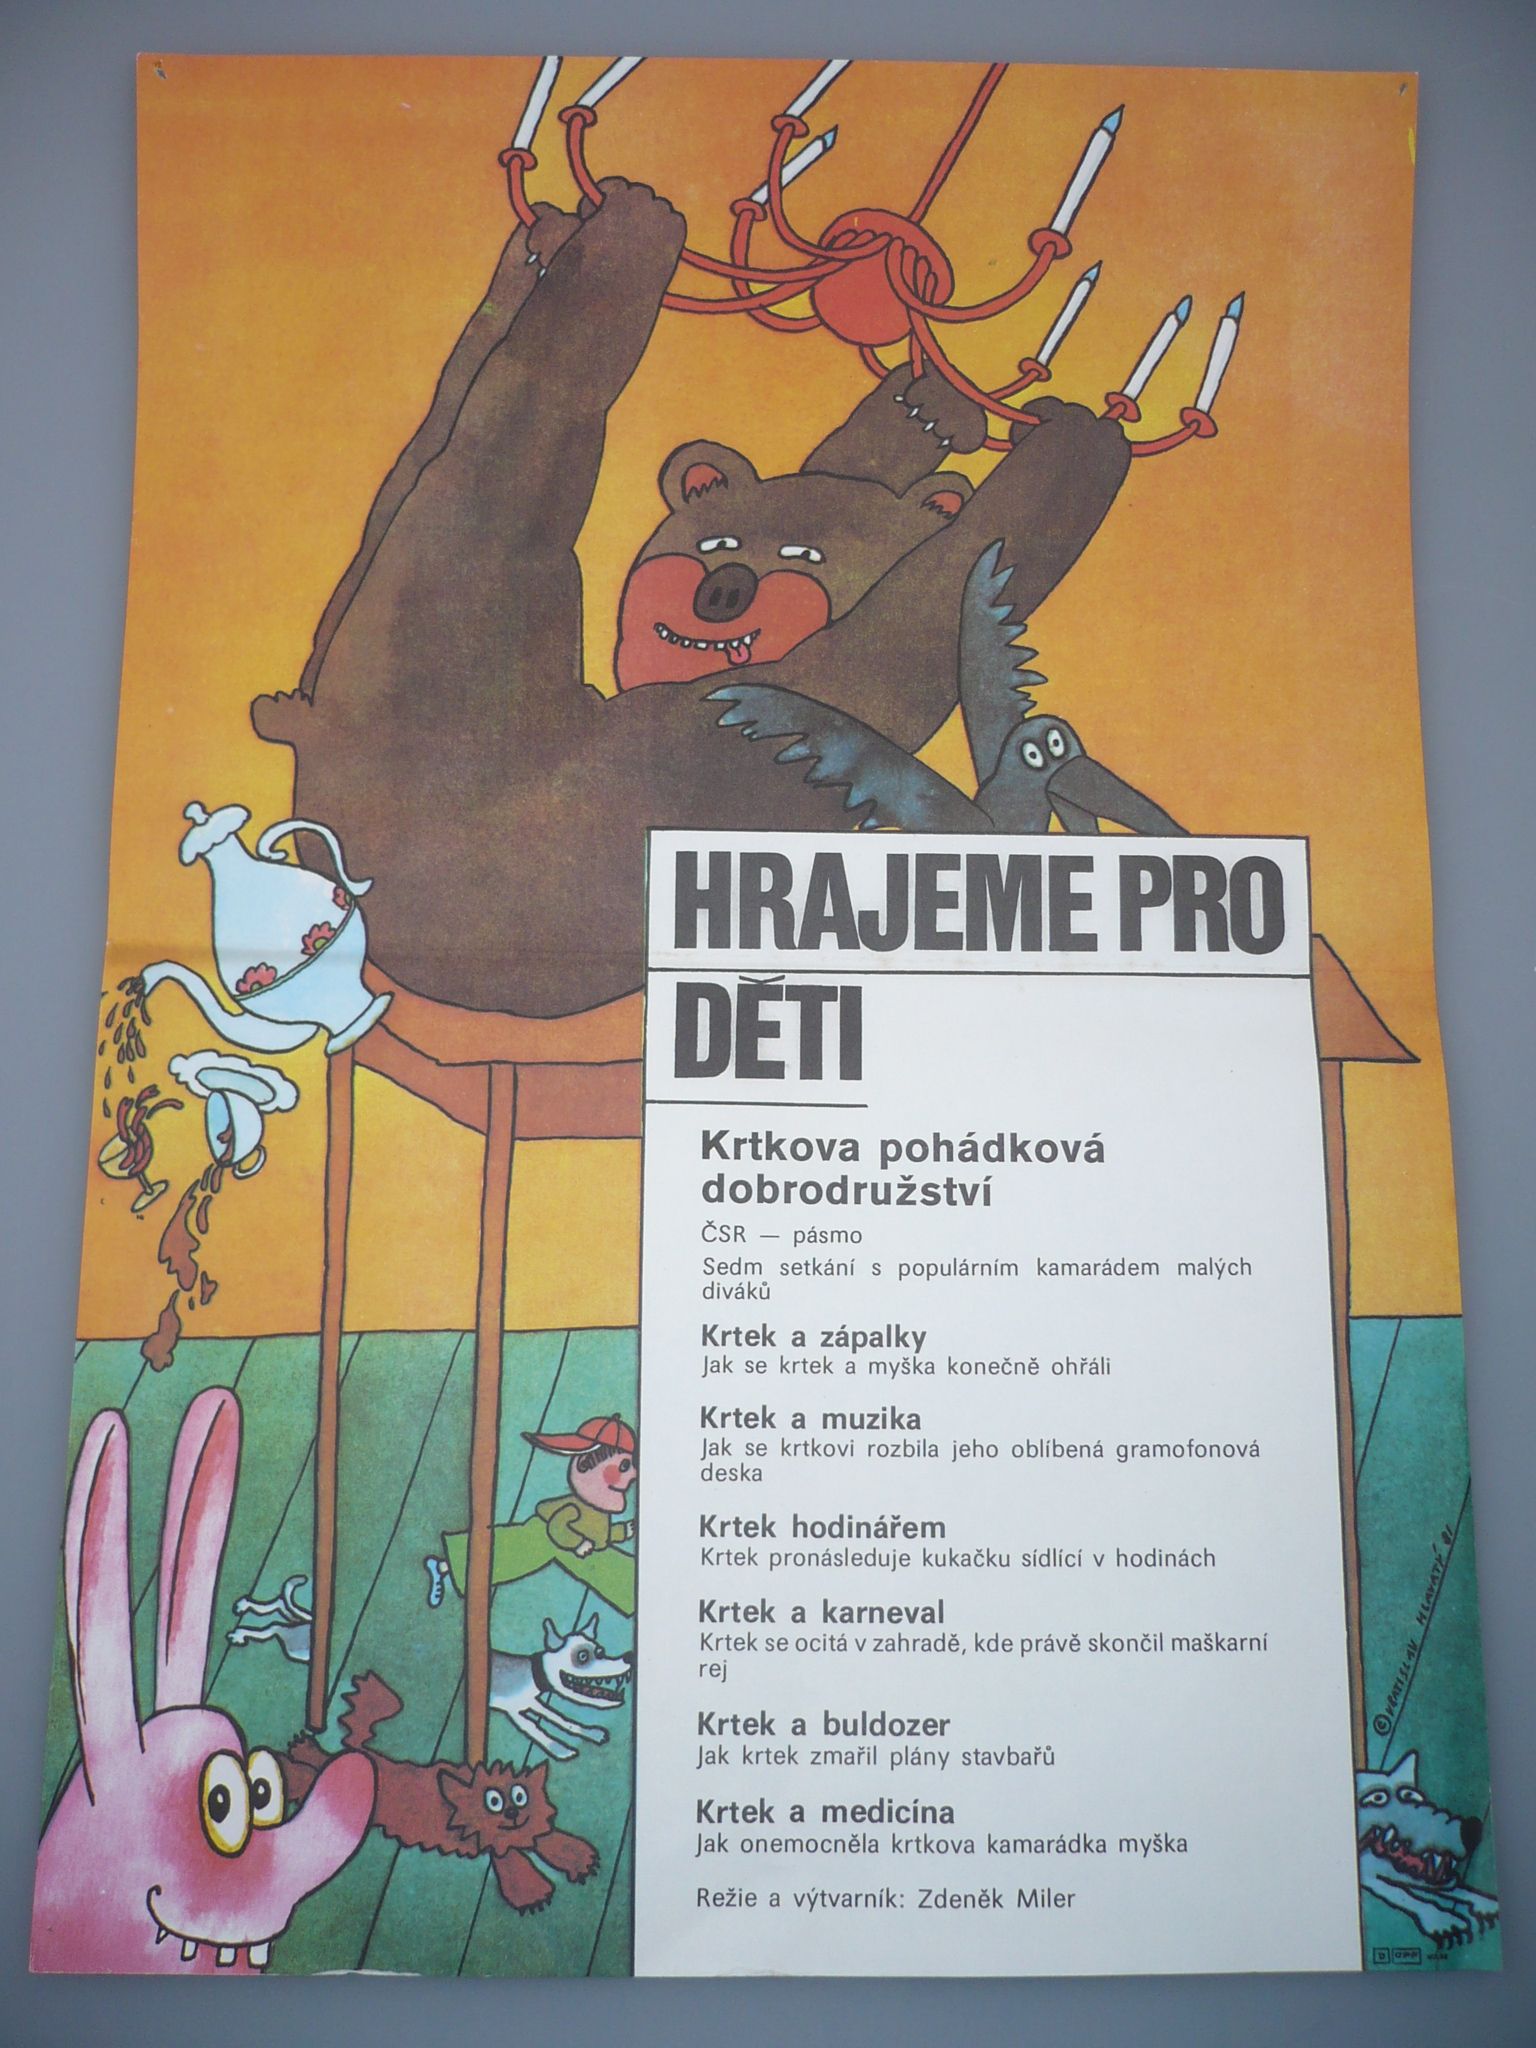 HRAJEME PRO
DĚTI
Krtkova pohádková
dobrodružství
ČSR — pásmo
Sedm setkání s populárním kamarádem malých
diváků
Krtek a zápalky
Jak se krtek a myška konečně ohřáli
Krtek a muzika
Jak se krtkovi rozbila jeho oblíbená gramofonová
deska
Krtek hodinářem
Krtek pronásleduje kukačku sídlící v hodinách
Krtek a karneval
Krtek se ocitá v zahradě, kde právě skončil maškarní
rej
Krtek a buldozer
Jak krtek zmařil plány stavbařů
Krtek a medicína
Jak onemocněla krtkova kamarádka myška
Režie a výtvarník: Zdeněk Miler
© VRATISLAV HLAVATÝ 81